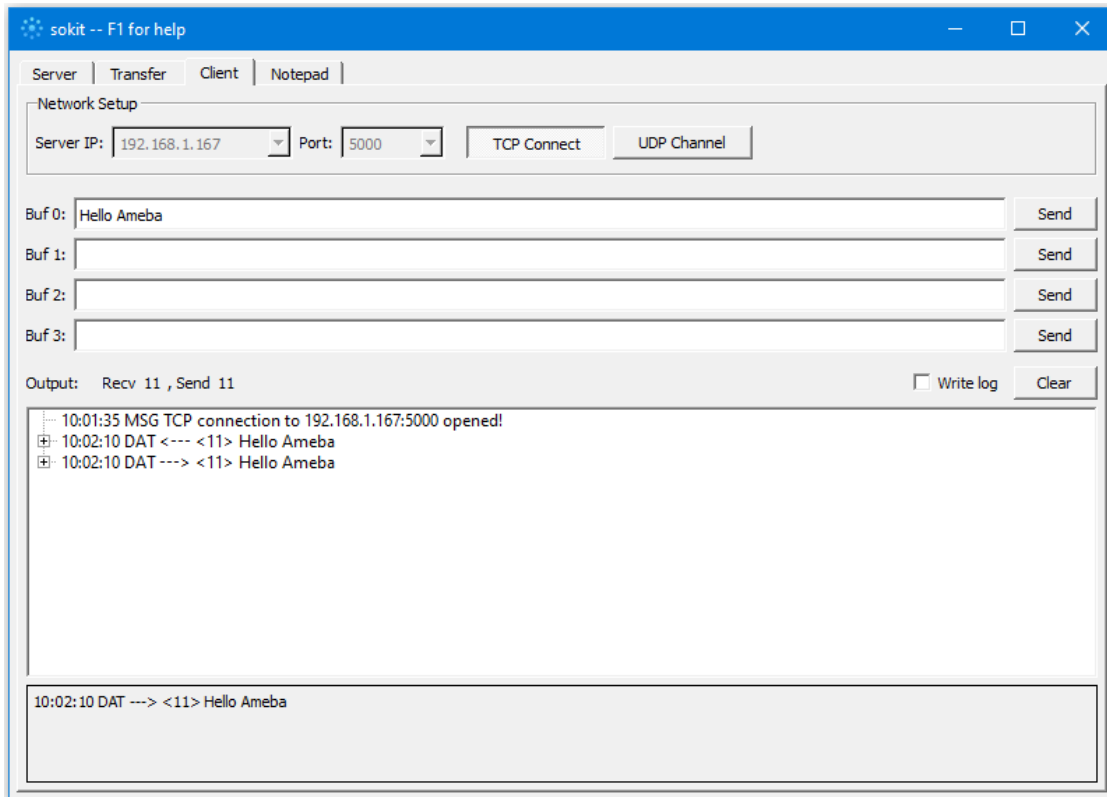 sokit -- F1 for help
Server Transfer Client Notepad
Network Setup
Server IP: 192.168.1.167 Port: 5000 TCP Connect UDP Channel
Buf 0: Hello Ameba Send
Buf 1: Send
Buf 2: Send
Buf 3: Send
Output: Recv 11 , Send 11 Write log Clear
10:01:35 MSG TCP connection to 192.168.1.167:5000 opened!
10:02:10 DAT <--- <11> Hello Ameba
10:02:10 DAT ---> <11> Hello Ameba
10:02:10 DAT ---> <11> Hello Ameba